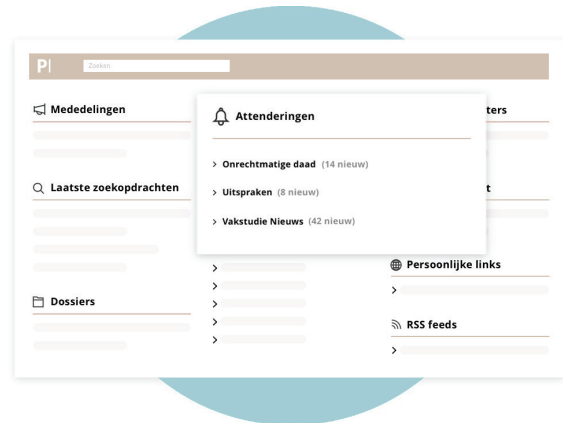 P|
Zoeken
Mededelingen
Attenderingen
ters
Onrechtmatige daad (14 nieuw)
Laatste zoekopdrachten
t
Uitspraken (8 nieuw)
Vakstudie Nieuws (42 nieuw)
Persoonlijke links
Dossiers
RSS feeds